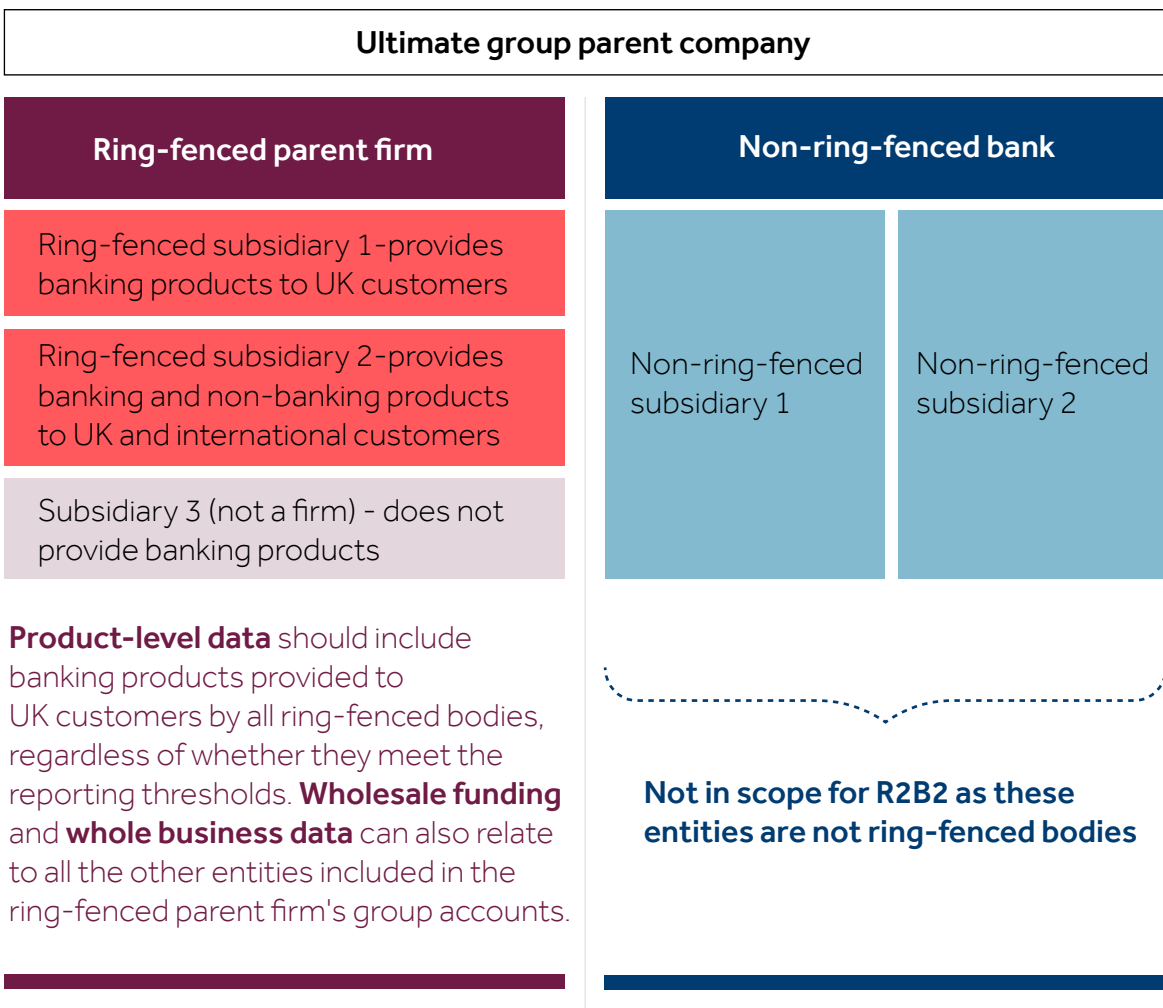 Ultimate group parent company
Ring-fenced parent firm
Ring-fenced subsidiary 1-provides
banking products to UK customers
Ring-fenced subsidiary 2-provides
banking and non-banking products
to UK and international customers
Subsidiary 3 (not a firm) - does not
provide banking products
Product-level data should include
banking products provided to
UK customers by all ring-fenced bodies,
regardless of whether they meet the
reporting thresholds. Wholesale funding
and whole business data can also relate
to all the other entities included in the
ring-fenced parent firm's group accounts.
Non-ring-fenced bank
Non-ring-fenced
subsidiary 1
Non-ring-fenced
subsidiary 2
Not in scope for R2B2 as these
entities are not ring-fenced bodies